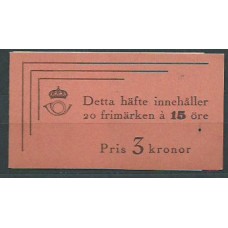 Detta häfte innehåller
20 frimärken à 15 öre
Pris 3 kronor